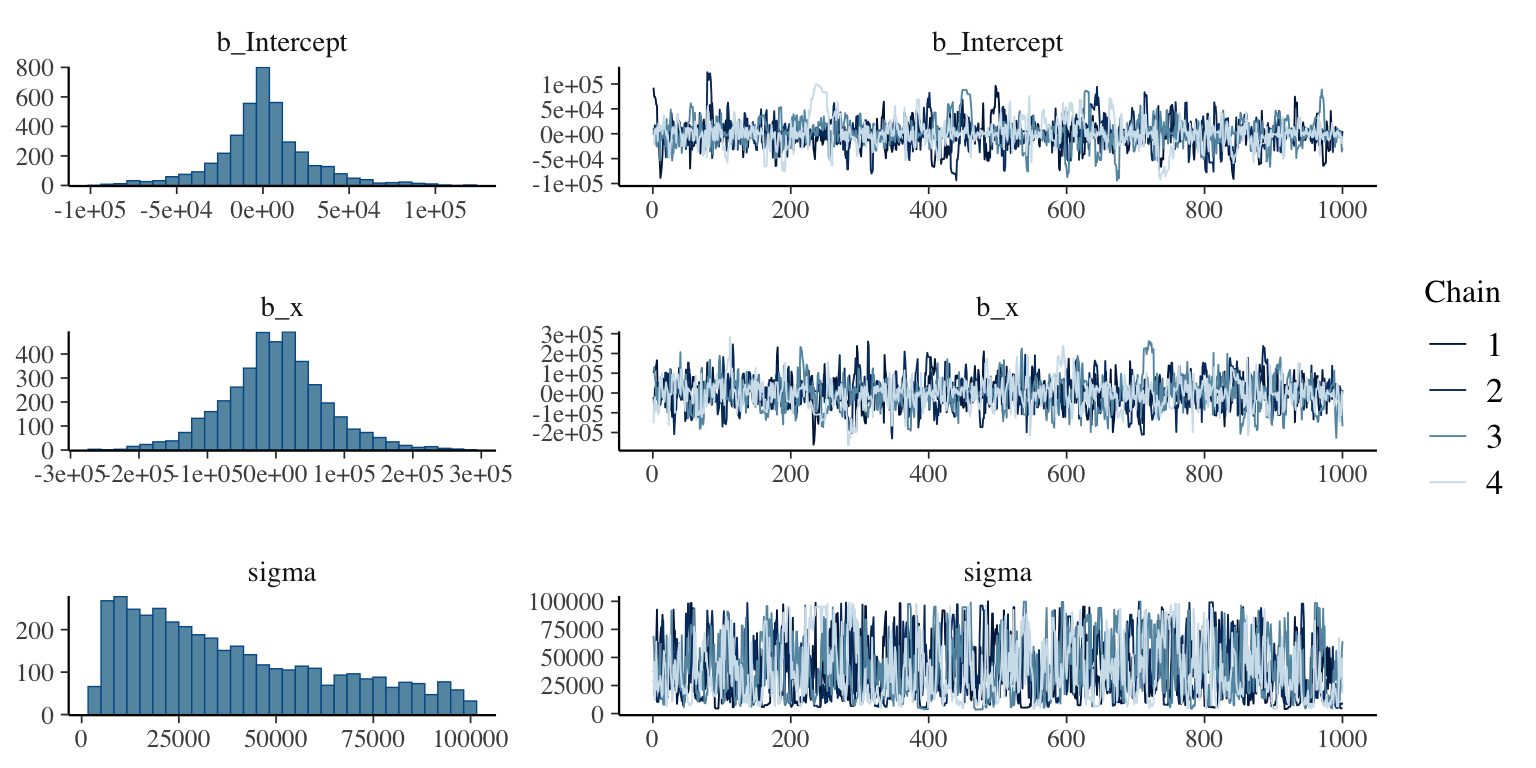 b_Intercept
800
600
400
200
0
-1e+05 -5e+04 0e+00 5e+04 1e+05
b_Intercept
1e+05
5e+04
0e+00
-5e+04
-1e+05
0 200 400 600 800 1000
b_x
400
300
200
100
0
-3e+05 -2e+05 -1e+05 0e+00 1e+05 2e+05 3e+05
b_x
3e+05
2e+05
1e+05
0e+00
-1e+05
-2e+05
0 200 400 600 800 1000
sigma
200
100
0
0 25000 50000 75000 100000
sigma
100000
75000
50000
25000
0
0 200 400 600 800 1000
Chain
1
2
3
4